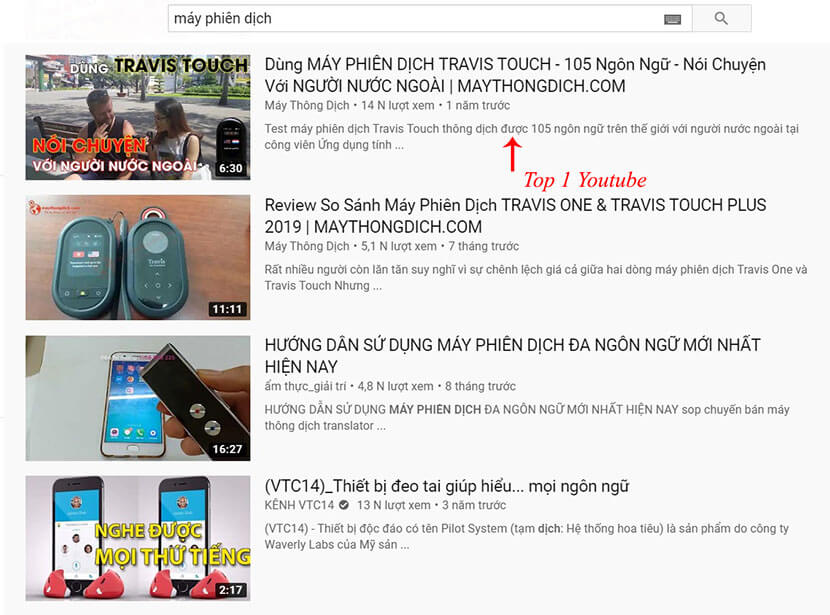 máy phiên dịch
DÙNG TRAVIS TOUCH
NÓI CHUYỆN
VỚI NGƯỜI NƯỚC NGOÀI
6:30
Dùng MÁY PHIÊN DỊCH TRAVIS TOUCH - 105 Ngôn Ngữ - Nói Chuyện
Với NGƯỜI NƯỚC NGOÀI | MAYTHONGDICH.COM
Máy Thông Dịch • 14 N lượt xem • 1 năm trước
Test máy phiên dịch Travis Touch thông dịch được 105 ngôn ngữ trên thế giới với người nước ngoài tại
công viên Ứng dụng tính ...
Top 1 Youtube
maythongdich.com
Travis
11:11
Review So Sánh Máy Phiên Dịch TRAVIS ONE & TRAVIS TOUCH PLUS
2019 | MAYTHONGDICH.COM
Máy Thông Dịch • 5,1 N lượt xem • 7 tháng trước
Rất nhiều người còn lăn tăn suy nghĩ vì sự chênh lệch giá cả giữa hai dòng máy phiên dịch Travis One và
Travis Touch Nhưng ...
16:27
HƯỚNG DẪN SỬ DỤNG MÁY PHIÊN DỊCH ĐA NGÔN NGỮ MỚI NHẤT
HIỆN NAY
ẩm thực_giải trí • 4,8 N lượt xem • 8 tháng trước
HƯỚNG DẪN SỬ DỤNG MÁY PHIÊN DỊCH ĐA NGÔN NGỮ MỚI NHẤT HIỆN NAY sop chuyến bán máy
thông dịch translator ...
NGHE ĐƯỢC
MỌI THỨ TIẾNG
2:17
(VTC14)_Thiết bị đeo tai giúp hiểu... mọi ngôn ngữ
KÊNH VTC14 13 N lượt xem • 3 năm trước
(VTC14) - Thiết bị độc đáo có tên Pilot System (tạm dịch: Hệ thống hoa tiêu) là sản phẩm do công ty
Waverly Labs của Mỹ sản ...